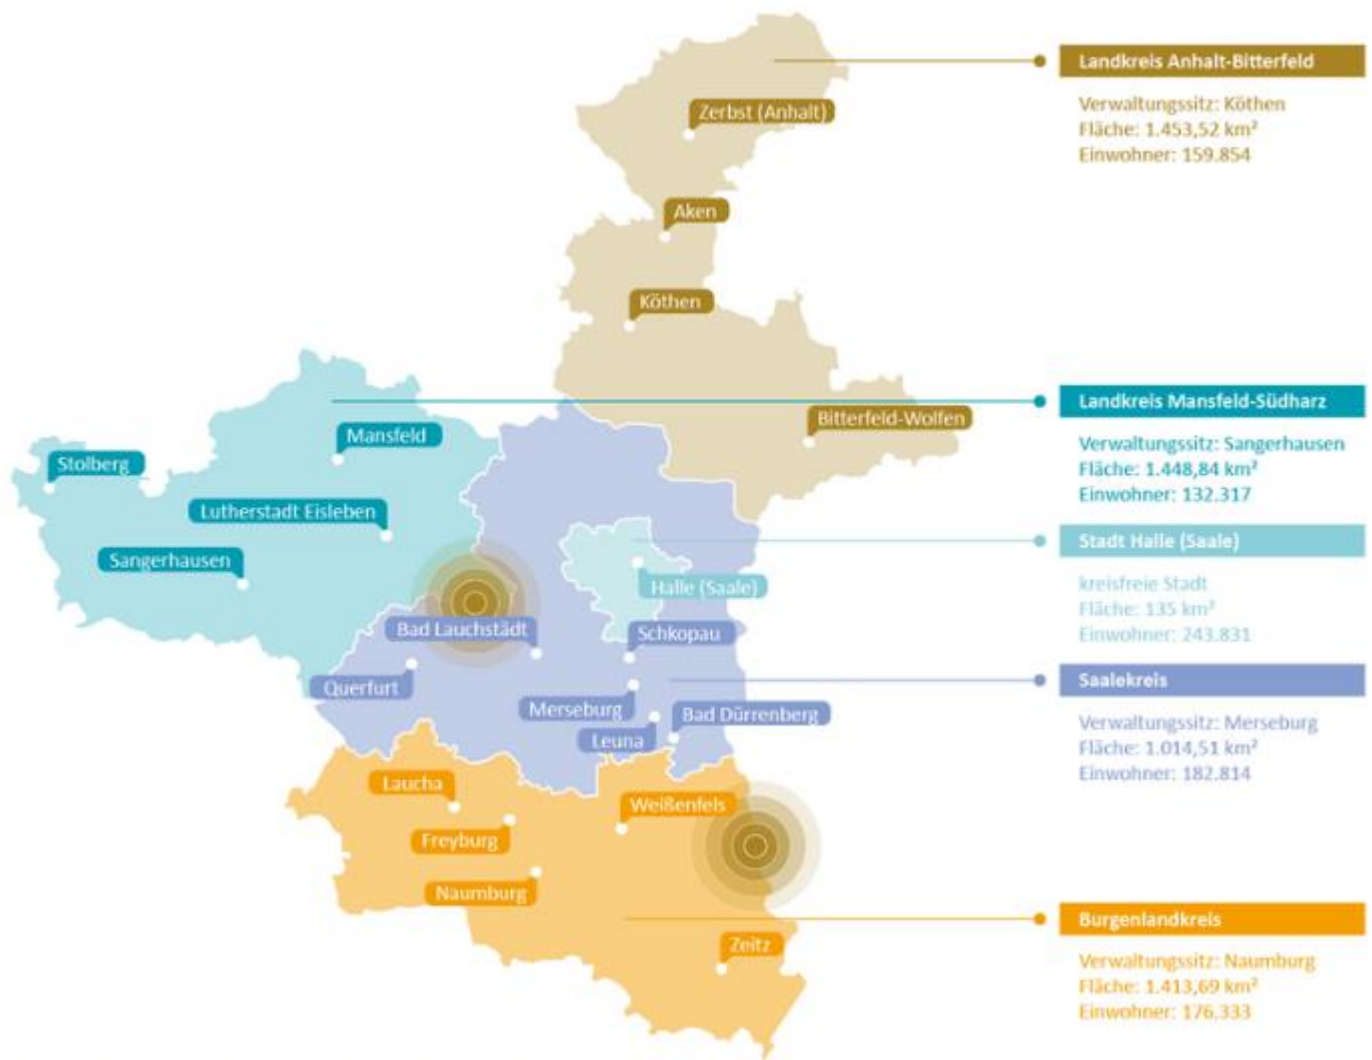 Landkreis Anhalt-Bitterfeld
Verwaltungssitz: Köthen
Fläche: 1.453,52 km²
Einwohner: 159.854
Zerbst (Anhalt)
Aken
Köthen
Bitterfeld-Wolfen
Landkreis Mansfeld-Südharz
Verwaltungssitz: Sangerhausen
Fläche: 1.448,84 km²
Einwohner: 132.317
Mansfeld
Stolberg
Lutherstadt Eisleben
Sangerhausen
Stadt Halle (Saale)
kreisfreie Stadt
Fläche: 135 km²
Einwohner: 243.831
Halle (Saale)
Bad Lauchstädt
Schkopau
Querfurt
Merseburg
Bad Dürrenberg
Leuna
Saalekreis
Verwaltungssitz: Merseburg
Fläche: 1.014,51 km²
Einwohner: 182.814
Laucha
Weißenfels
Freyburg
Naumburg
Zeitz
Burgenlandkreis
Verwaltungssitz: Naumburg
Fläche: 1.413,69 km²
Einwohner: 176.333